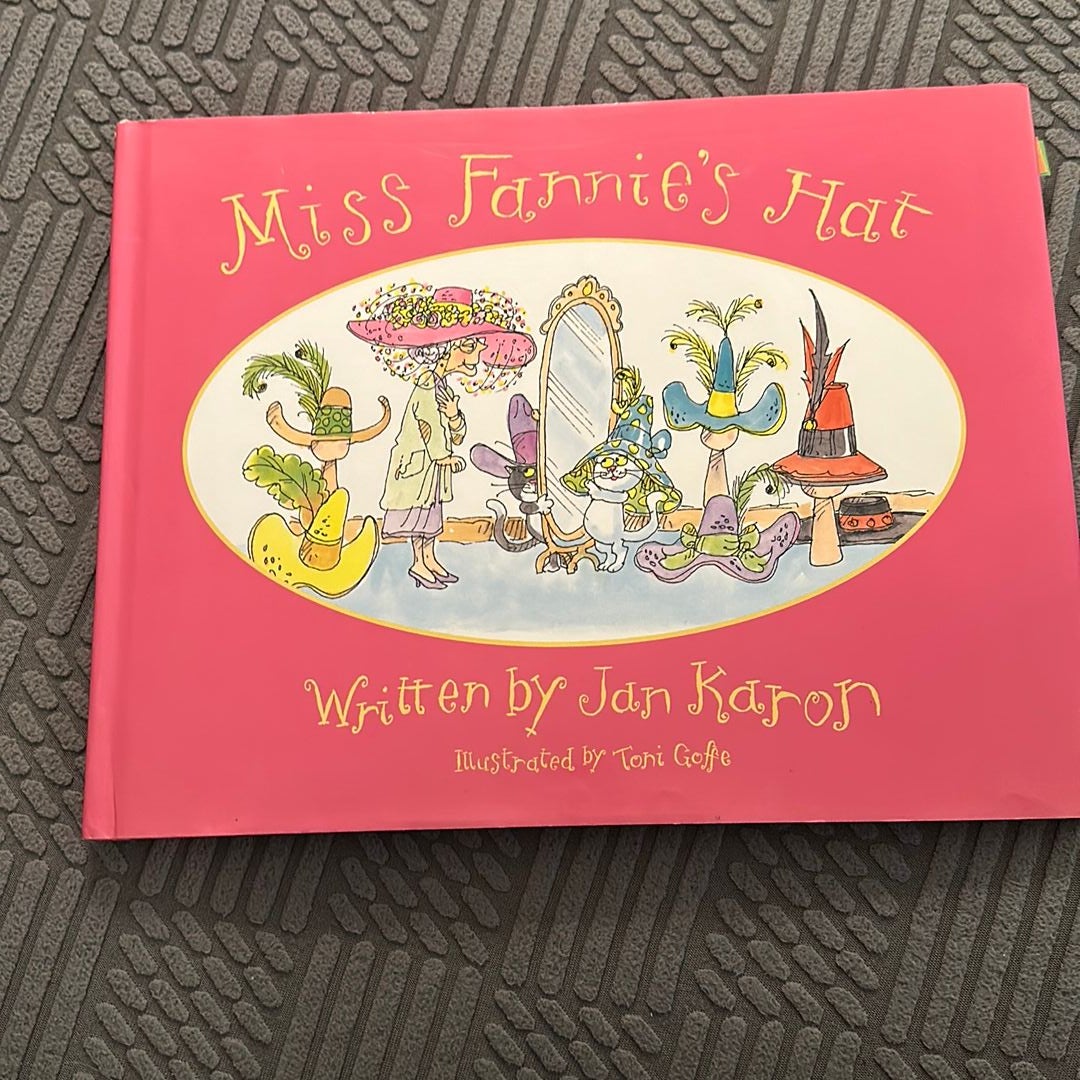 Miss Fannie's Hat
Written by Jan Karon
Illustrated by Toni Goffe